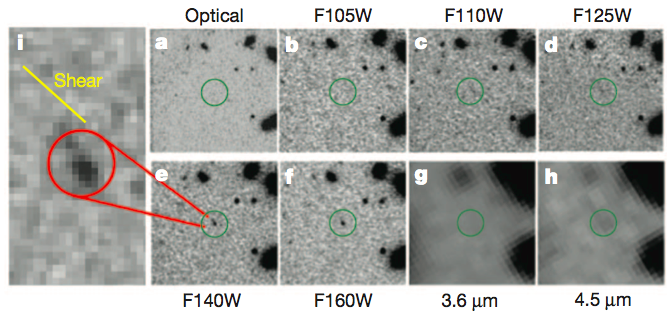 Optical F105W F110W F125W
i a b c d
Shear
e f g h
F140W F160W 3.6 μm 4.5 μm